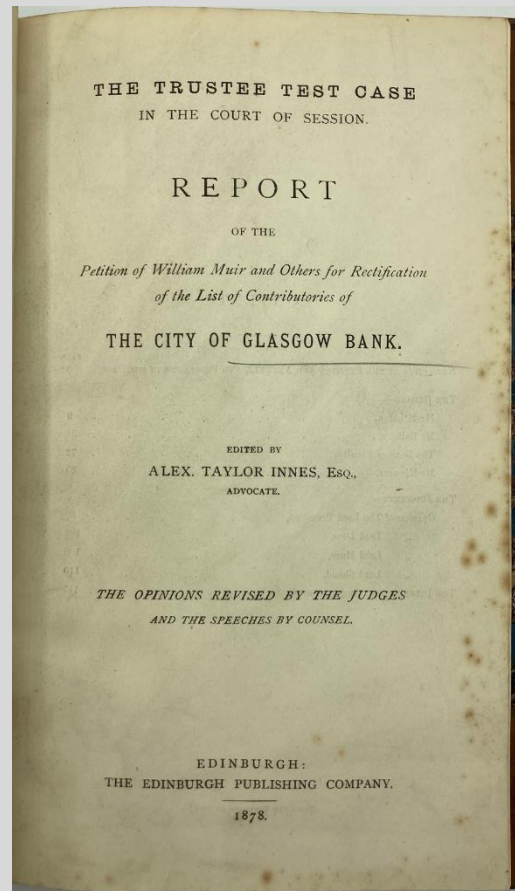 THE TRUSTEE TEST CASE
IN THE COURT OF SESSION.
REPORT
OF THE
Petition of William Muir and Others for Rectification
of the List of Contributories of
THE CITY OF GLASGOW BANK.
EDITED BY
ALEX. TAYLOR INNES, ESQ.,
ADVOCATE.
THE OPINIONS REVISED BY THE JUDGES
AND THE SPEECHES BY COUNSEL.
EDINBURGH:
THE EDINBURGH PUBLISHING COMPANY.
1878.